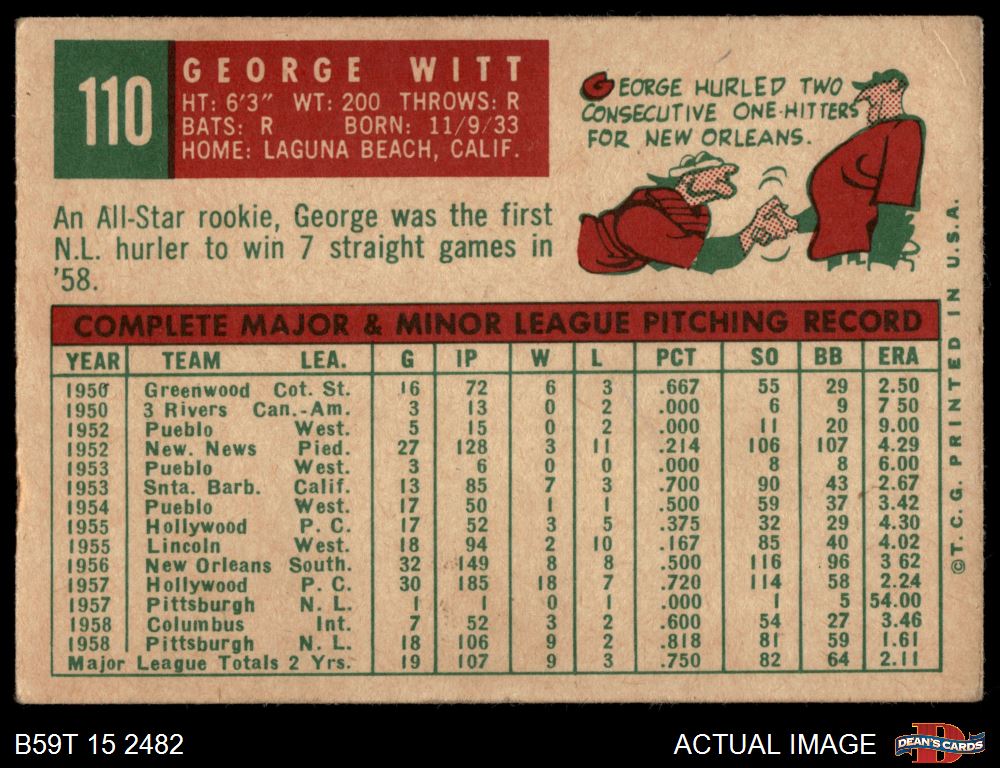 110
GEORGE WITT
HT: 6'3" WT: 200 THROWS: R
BATS: R BORN: 11/9/33
HOME: LAGUNA BEACH, CALIF.
GEORGE HURLED TWO
CONSECUTIVE ONE-HITTERS
FOR NEW ORLEANS.
An All-Star rookie, George was the first
N.L. hurler to win 7 straight games in
'58.
COMPLETE MAJOR & MINOR LEAGUE PITCHING RECORD
YEAR TEAM LEA. G IP W L PCT SO BB ERA
1950 Greenwood Cot. St. 16 72 6 3 .667 55 29 2.50
1950 3 Rivers Can.-Am. 3 13 0 2 .000 6 9 7 50
1952 Pueblo West. 5 15 0 2 .000 11 20 9.00
1952 New. News Pied. 27 128 3 11 .214 106 107 4.29
1953 Pueblo West. 3 6 0 0 .000 8 8 6.00
1953 Snta. Barb. Calif. 13 85 7 3 .700 90 43 2.67
1954 Pueblo West. 17 50 1 1 .500 59 37 3.42
1955 Hollywood P. C. 17 52 3 5 .375 32 29 4.30
1955 Lincoln West. 18 94 2 10 .167 85 40 4.02
1956 New Orleans South. 32 149 8 8 .500 116 96 3 62
1957 Hollywood P. C. 30 185 18 7 .720 114 58 2.24
1957 Pittsburgh N. L. 1 1 0 1 .000 1 5 54.00
1958 Columbus Int. 7 52 3 2 .600 54 27 3.46
1958 Pittsburgh N. L. 18 106 9 2 .818 81 59 1.61
Major League Totals 2 Yrs. 19 107 9 3 .750 82 64 2.11
©T. C. G. PRINTED IN U.S.A.
B59T 15 2482
ACTUAL IMAGE
D
DEAN'S CARDS